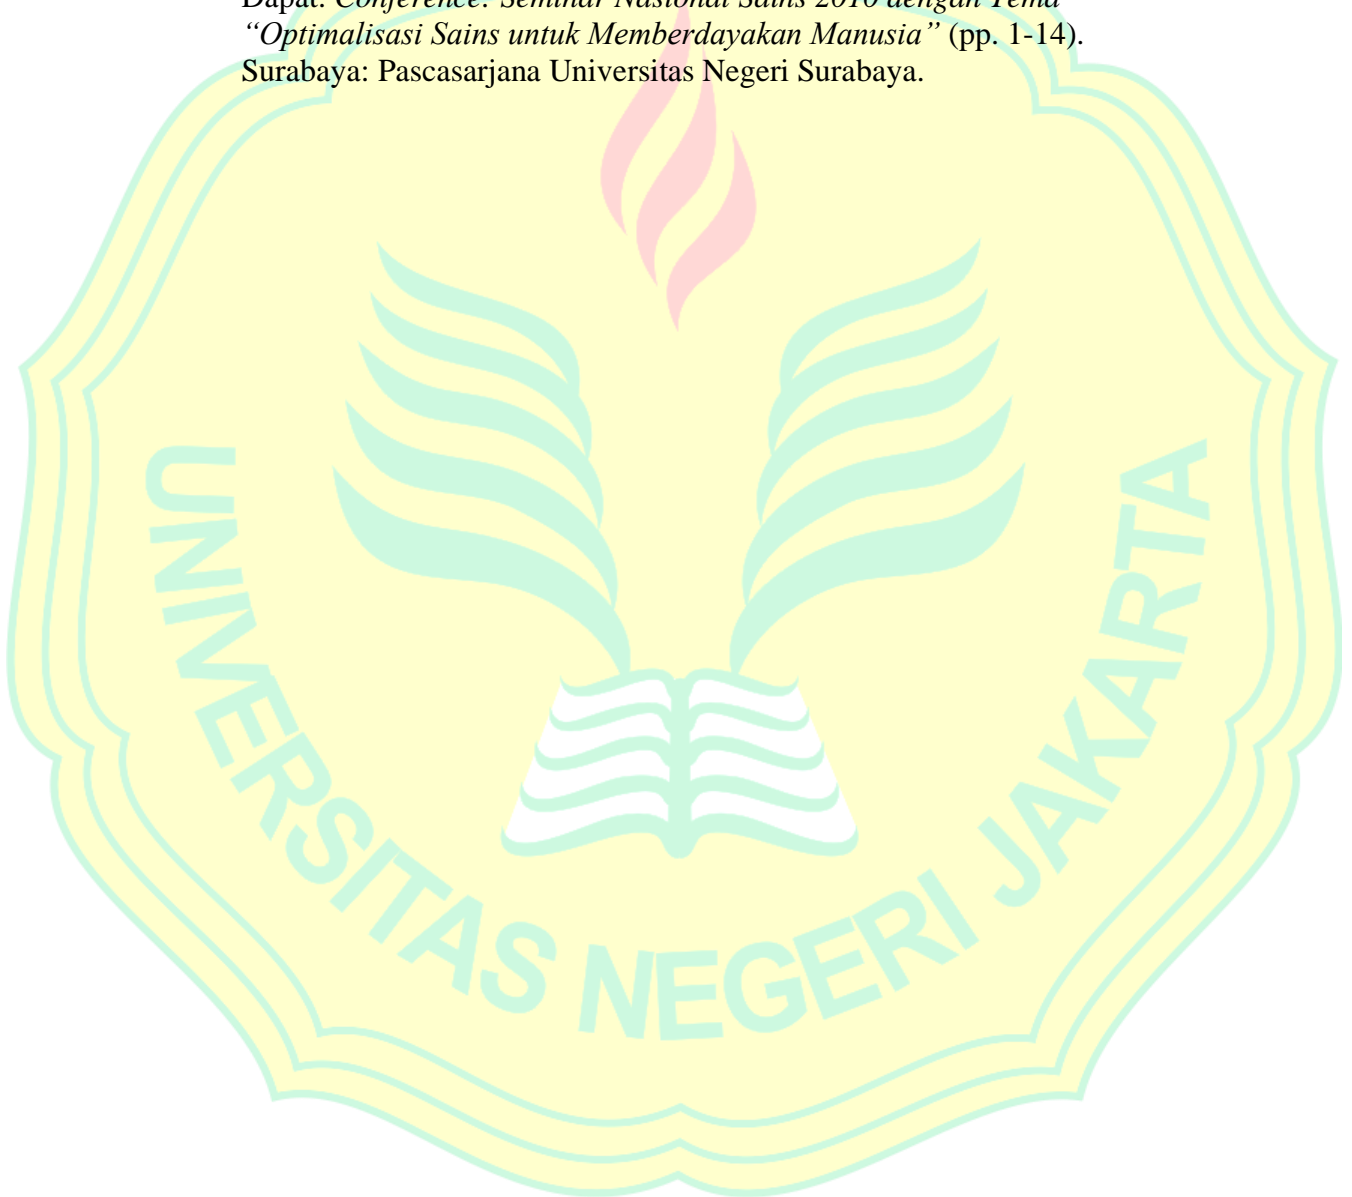 Dapat. Conference: Seminar Nasional Sains 2010 dengan Tema
“Optimalisasi Sains untuk Memberdayakan Manusia” (pp. 1-14).
Surabaya: Pascasarjana Universitas Negeri Surabaya.
UNIVERSITAS NEGERI JAKARTA